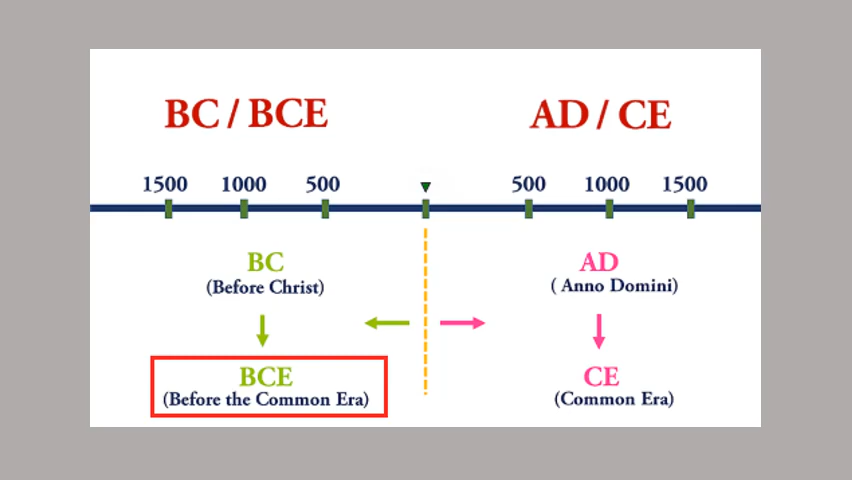 BC / BCE
AD / CE
1500 1000 500 500 1000 1500
BC
(Before Christ)
AD
( Anno Domini)
BCE
(Before the Common Era)
CE
(Common Era)